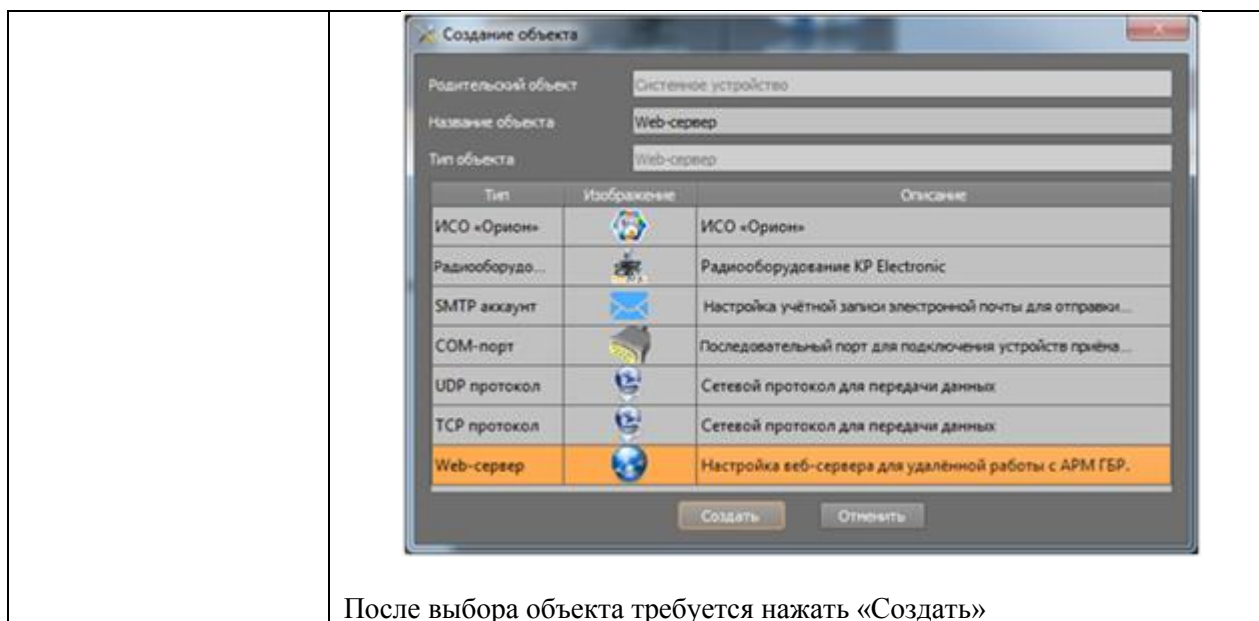 Создание объекта
Родительский объект Системное устройство
Название объекта Web-сервер
Тип объекта Web-сервер
Тип Изображение Описание
ИСО «Орион» ИСО «Орион»
Радиооборудо... Радиооборудование KP Electronic
SMTP аккаунт Настройка учётной записи электронной почты для отправки...
COM-порт Последовательный порт для подключения устройств приёма...
UDP протокол Сетевой протокол для передачи данных
TCP протокол Сетевой протокол для передачи данных
Web-сервер Настройка веб-сервера для удалённой работы с АРМ ГБР.
Создать Отменить
После выбора объекта требуется нажать «Создать»